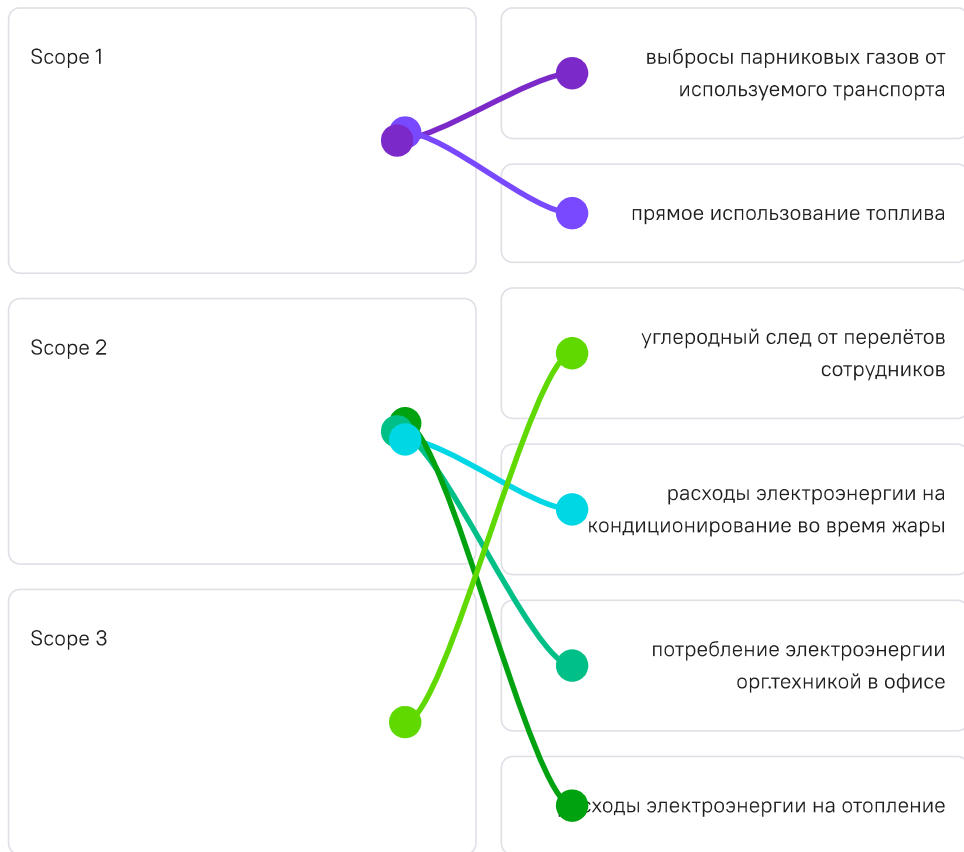 Scope 1
выбросы парниковых газов от
используемого транспорта
прямое использование топлива
Scope 2
углеродный след от перелётов
сотрудников
расходы электроэнергии на
кондиционирование во время жары
Scope 3
потребление электроэнергии
орг.техникой в офисе
электроэнергии на отопление